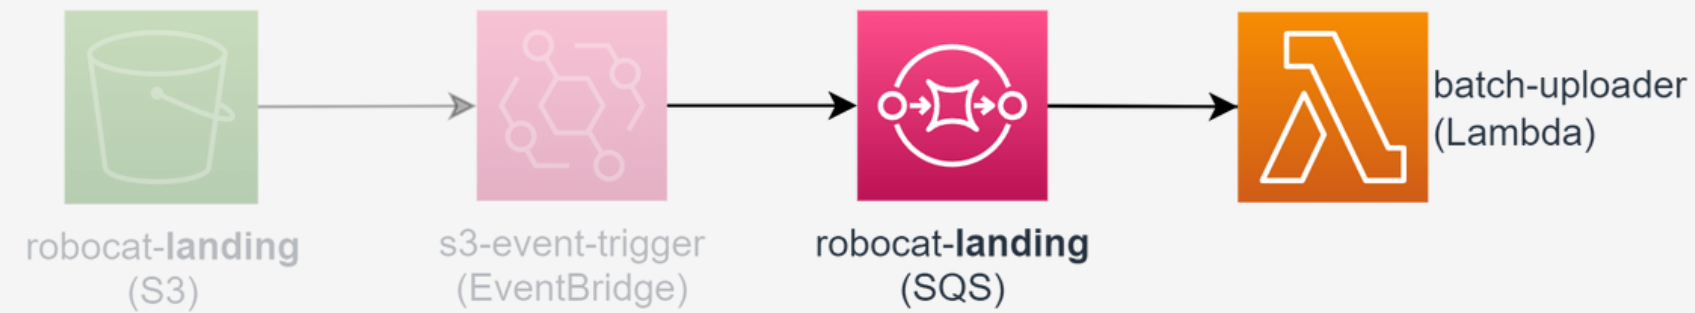 robocat-landing
(S3)
s3-event-trigger
(EventBridge)
robocat-landing
(SQS)
batch-uploader
(Lambda)